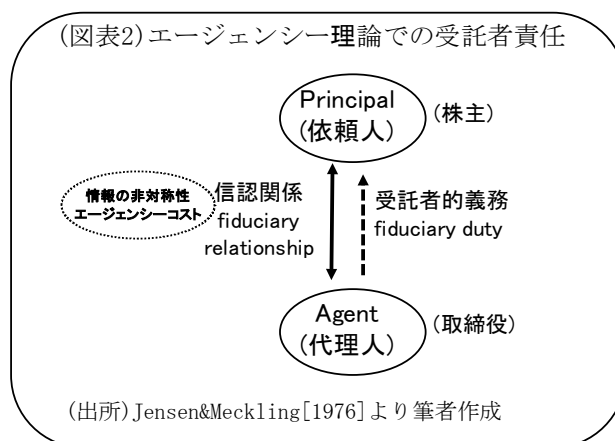 (図表2)エージェンシー理論での受託者責任
Principal
(依頼人)
(株主)
情報の非対称性
エージェンシーコスト
信認関係
fiduciary
relationship
受託者的義務
fiduciary duty
Agent
(代理人)
(取締役)
(出所)Jensen&Meckling[1976]より筆者作成